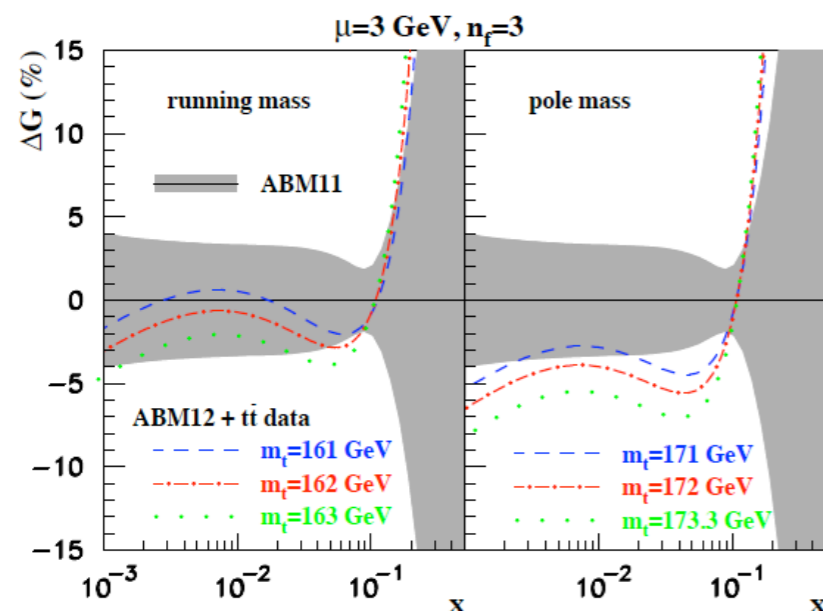 μ=3 GeV, n_f=3
ΔG (%)
15
10
5
0
−5
−10
−15
running mass
ABM11
ABM12 + tt̄ data
m_t=161 GeV
m_t=162 GeV
m_t=163 GeV
pole mass
m_t=171 GeV
m_t=172 GeV
m_t=173.3 GeV
10⁻³ 10⁻² 10⁻¹ x
10⁻² 10⁻¹ x